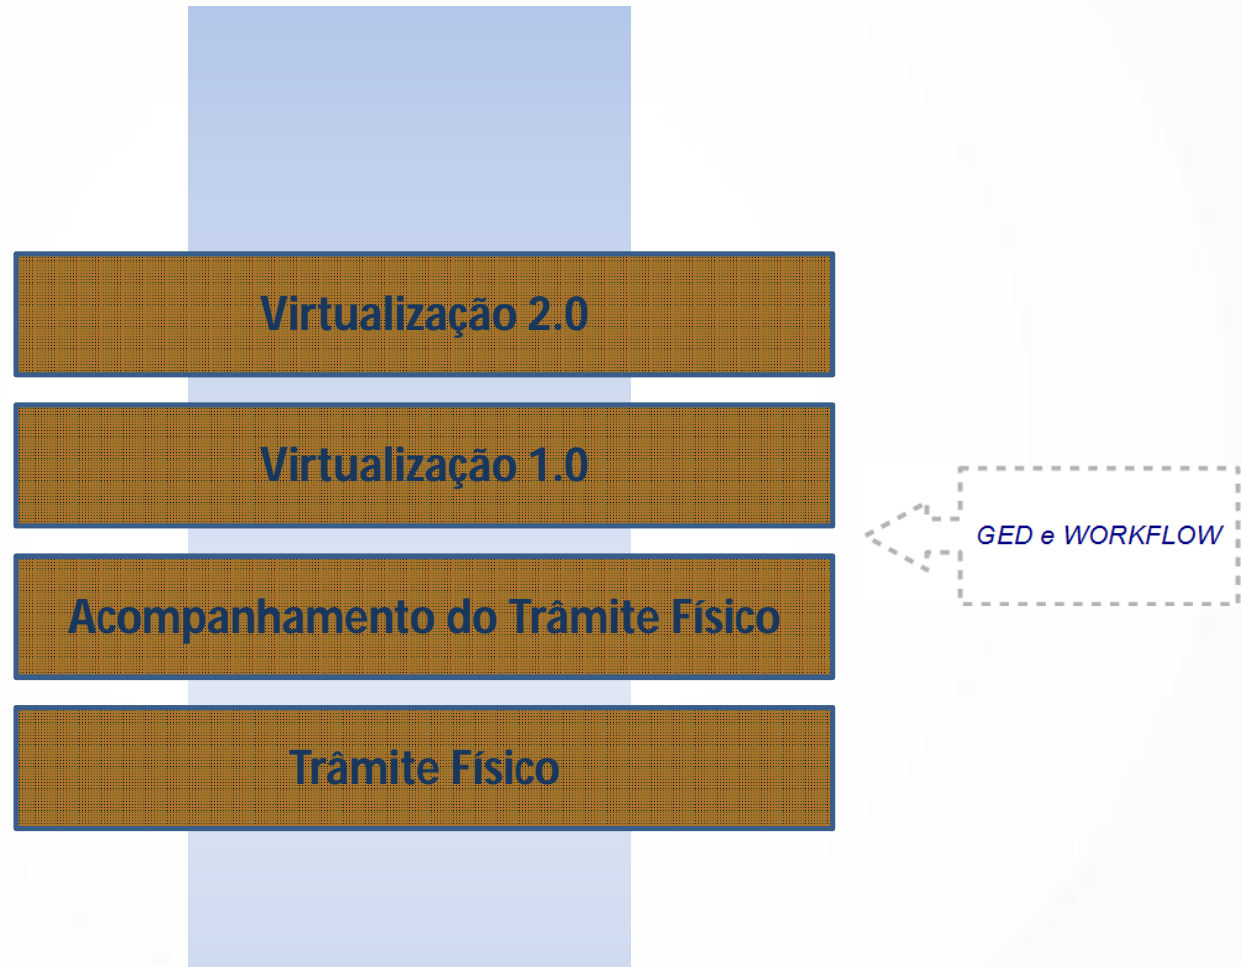 Virtualização 2.0
Virtualização 1.0
GED e WORKFLOW
Acompanhamento do Trâmite Físico
Trâmite Físico